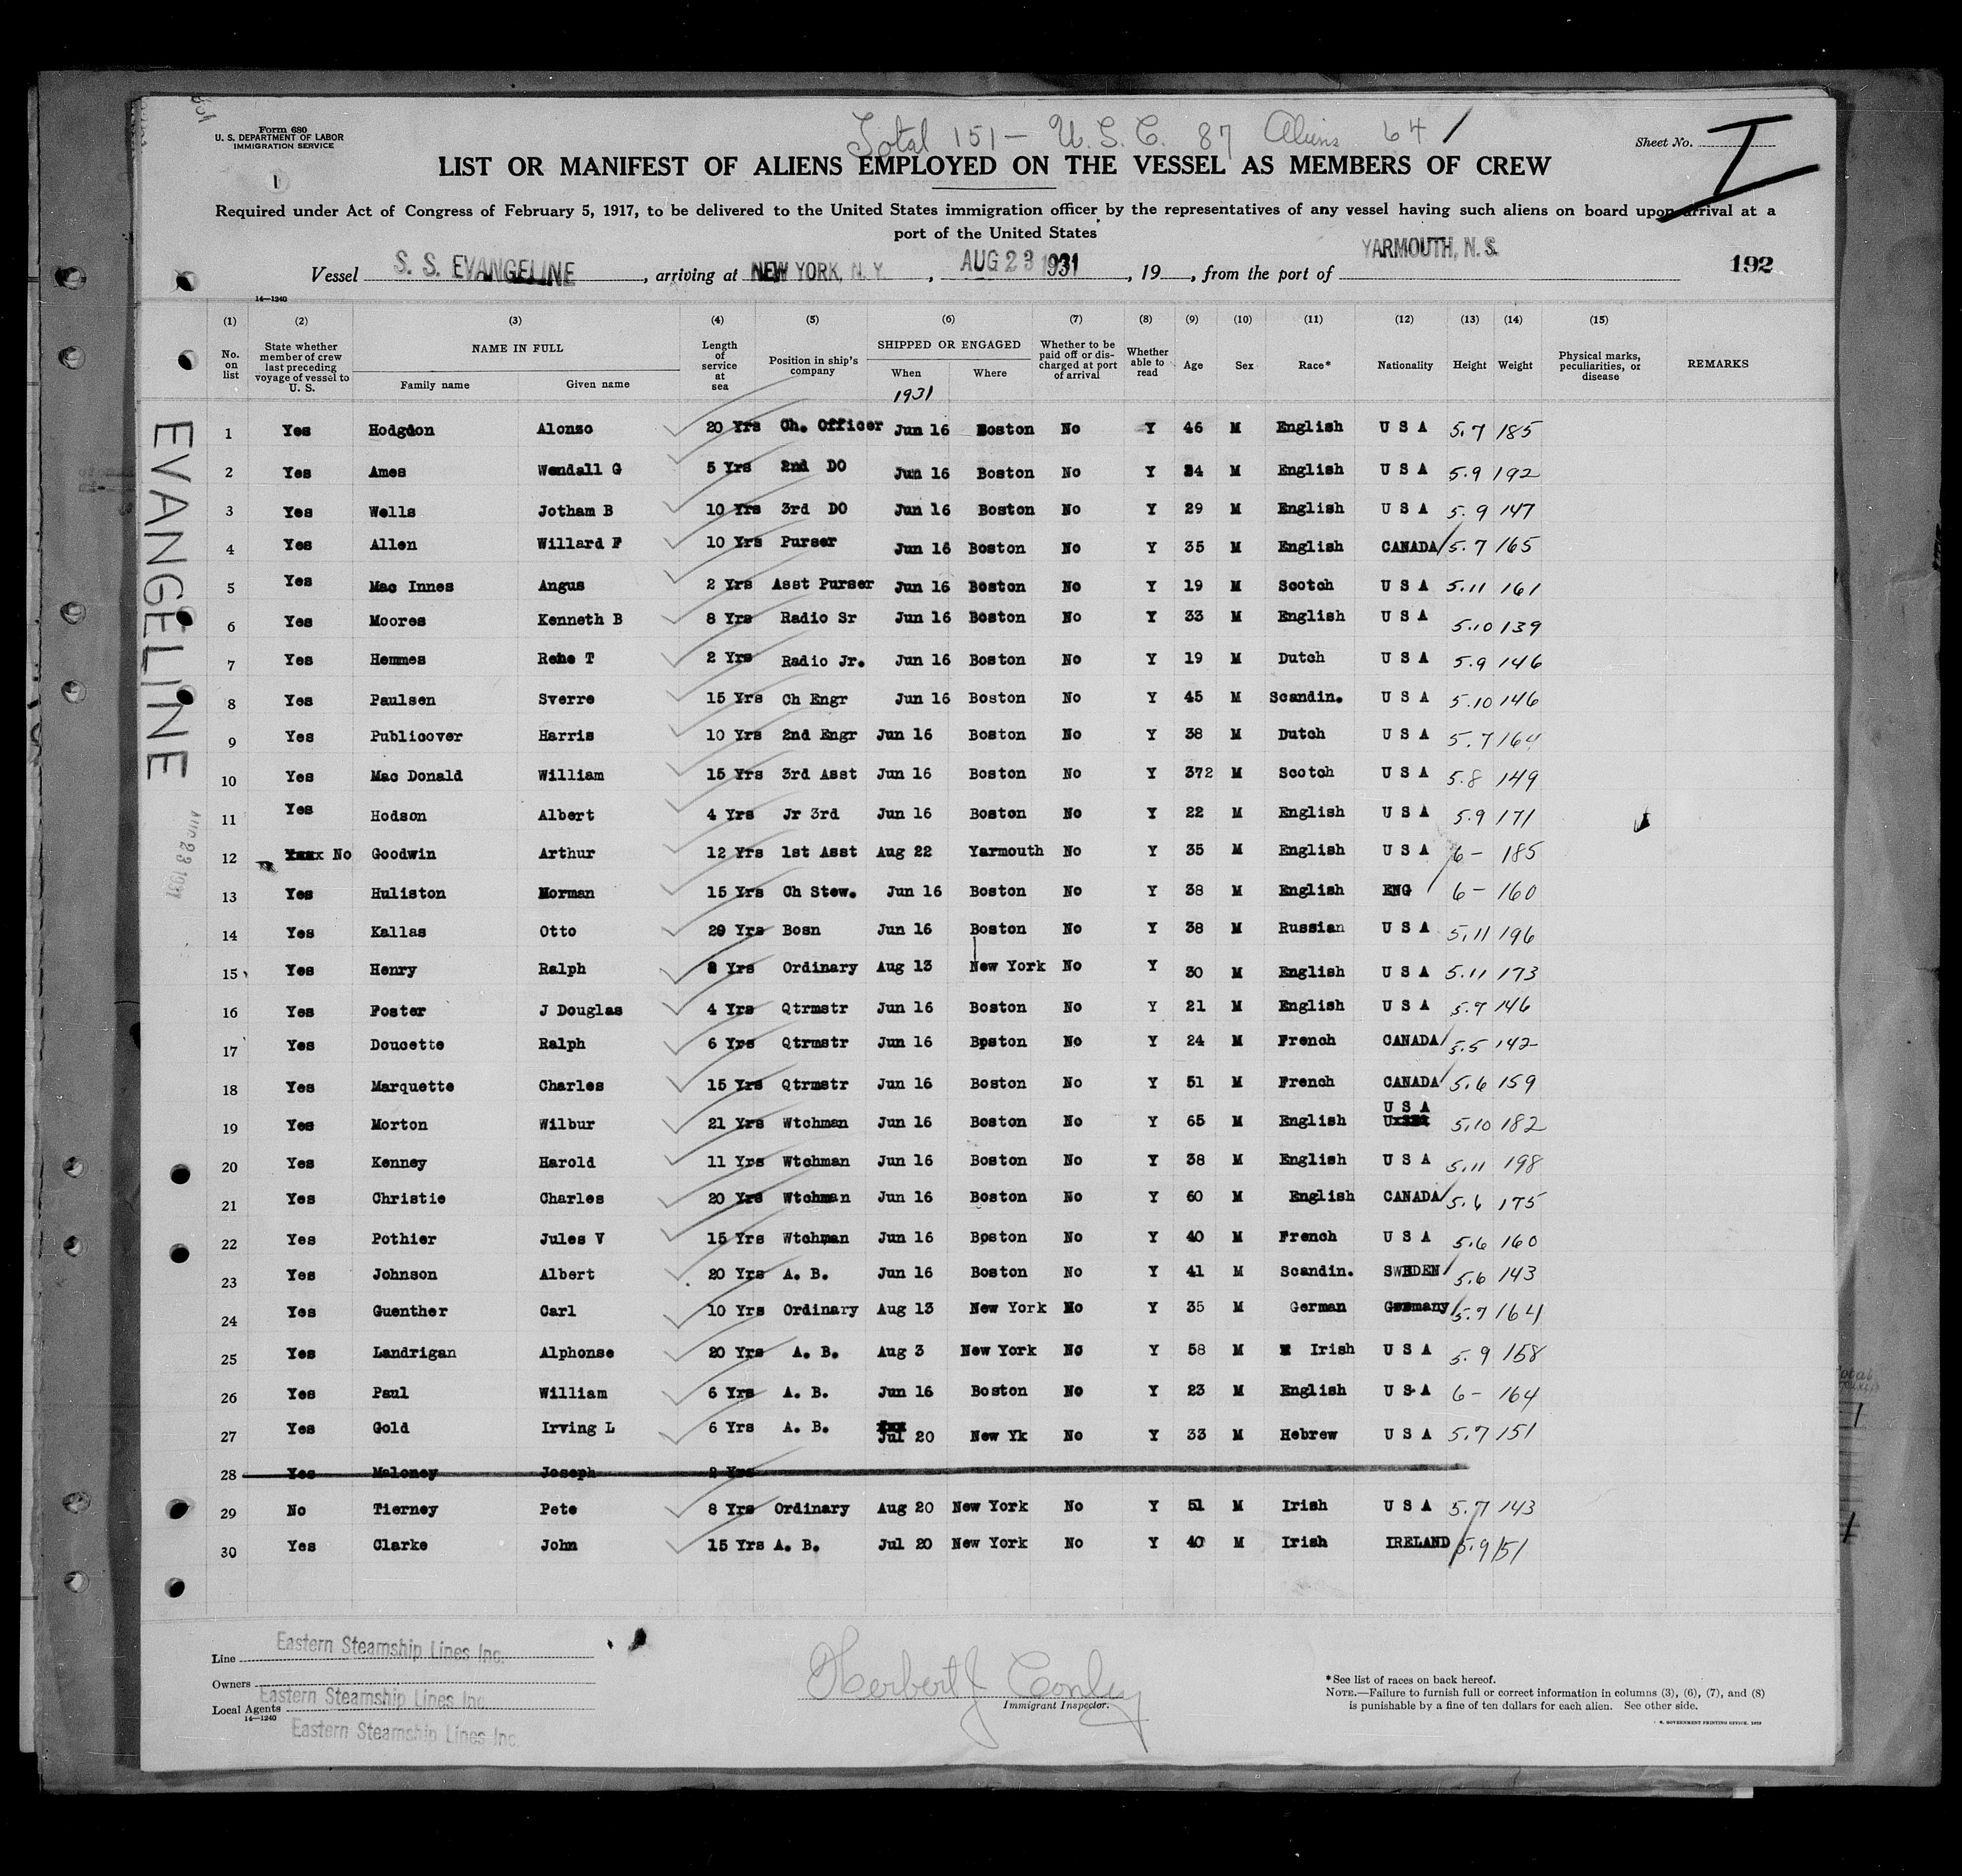 Form 680
U. S. DEPARTMENT OF LABOR
IMMIGRATION SERVICE
Total 151 - U.S.C. 87 Aliens 64
Sheet No. I
LIST OR MANIFEST OF ALIENS EMPLOYED ON THE VESSEL AS MEMBERS OF CREW
Required under Act of Congress of February 5, 1917, to be delivered to the United States immigration officer by the representatives of any vessel having such aliens on board upon arrival at a
port of the United States
Vessel S. S. EVANGELINE, arriving at NEW YORK, N. Y., AUG 23 1931, 19, from the port of YARMOUTH, N. S.
192
14—1240
(1) (2) (3) (4) (5) (6) (7) (8) (9) (10) (11) (12) (13) (14) (15)
No. on list
State whether member of crew last preceding voyage of vessel to U. S.
NAME IN FULL
Family name
Given name
Length of service at sea
Position in ship's company
SHIPPED OR ENGAGED
When
1931
Where
Whether to be paid off or discharged at port of arrival
Whether able to read
Age
Sex
Race*
Nationality
Height
Weight
Physical marks, peculiarities, or disease
REMARKS
EVANGELINE
AUG 23 1931
1 Yes Hodgdon Alonzo 20 Yrs Ch. Officer Jun 16 Boston No Y 46 M English U S A 5.7 185
2 Yes Ames Wendall G 5 Yrs 2nd DO Jun 16 Boston No Y 34 M English U S A 5.9 192
3 Yes Wells Jotham B 10 Yrs 3rd DO Jun 16 Boston No Y 29 M English U S A 5.9 147
4 Yes Allen Willard F 10 Yrs Purser Jun 16 Boston No Y 35 M English CANADA 5.7 165
5 Yes Mac Innes Angus 2 Yrs Asst Purser Jun 16 Boston No Y 19 M Scotch U S A 5.11 161
6 Yes Moores Kenneth B 8 Yrs Radio Sr Jun 16 Boston No Y 33 M English U S A 5.10 139
7 Yes Hemmes Rehe T 2 Yrs Radio Jr. Jun 16 Boston No Y 19 M Dutch U S A 5.9 146
8 Yes Paulsen Sverre 15 Yrs Ch Engr Jun 16 Boston No Y 45 M Scandin. U S A 5.10 146
9 Yes Publicover Harris 10 Yrs 2nd Engr Jun 16 Boston No Y 38 M Dutch U S A 5.7 164
10 Yes Mac Donald William 15 Yrs 3rd Asst Jun 16 Boston No Y 372 M Scotch U S A 5.8 149
11 Yes Hodson Albert 4 Yrs Jr 3rd Jun 16 Boston No Y 22 M English U S A 5.9 171
12 No Goodwin Arthur 12 Yrs 1st Asst Aug 22 Yarmouth No Y 35 M English U S A 6- 185
13 Yes Huliston Norman 15 Yrs Ch Stew. Jun 16 Boston No Y 38 M English ENG 6- 160
14 Yes Kallas Otto 20 Yrs Bosn Jun 16 Boston No Y 38 M Russian U S A 5.11 196
15 Yes Henry Ralph 8 Yrs Ordinary Aug 13 New York No Y 30 M English U S A 5.11 173
16 Yes Foster J Douglas 4 Yrs Qtrmstr Jun 16 Boston No Y 21 M English U S A 5.7 146
17 Yes Doucette Ralph 6 Yrs Qtrmstr Jun 16 Bpston No Y 24 M French CANADA 5.5 142
18 Yes Marquette Charles 15 Yrs Qtrmstr Jun 16 Boston No Y 51 M French CANADA 5.6 159
19 Yes Morton Wilbur 21 Yrs Wtchman Jun 16 Boston No Y 65 M English U S A 5.10 182
20 Yes Kenney Harold 11 Yrs Wtchman Jun 16 Boston No Y 38 M English U S A 5.11 198
21 Yes Christie Charles 20 Yrs Wtchman Jun 16 Boston No Y 60 M English CANADA 5.6 175
22 Yes Pothier Jules V 15 Yrs Wtchman Jun 16 Boston No Y 40 M French U S A 5.6 160
23 Yes Johnson Albert 20 Yrs A. B. Jun 16 Boston No Y 41 M Scandin. SWEDEN 5.6 143
24 Yes Guenther Carl 10 Yrs Ordinary Aug 13 New York No Y 35 M German Germany 5.7 164
25 Yes Landrigan Alphonse 20 Yrs A. B. Aug 3 New York No Y 58 M Irish U S A 5.9 158
26 Yes Paul William 6 Yrs A. B. Jun 16 Boston No Y 23 M English U S A 6- 164
27 Yes Gold Irving L 6 Yrs A. B. Jul 20 New Yk No Y 33 M Hebrew U S A 5.7 151
28 Yes Maloney Joseph 2 Yrs
29 No Tierney Pete 8 Yrs Ordinary Aug 20 New York No Y 51 M Irish U S A 5.7 143
30 Yes Clarke John 15 Yrs A. B. Jul 20 New York No Y 40 M Irish IRELAND 5.9 151
Line Eastern Steamship Lines Inc.
Owners Eastern Steamship Lines Inc.
Local Agents Eastern Steamship Lines Inc.
14—1240
Herbert J Conley
Immigrant Inspector.
*See list of races on back hereof.
NOTE.—Failure to furnish full or correct information in columns (3), (6), (7), and (8)
is punishable by a fine of ten dollars for each alien. See other side.